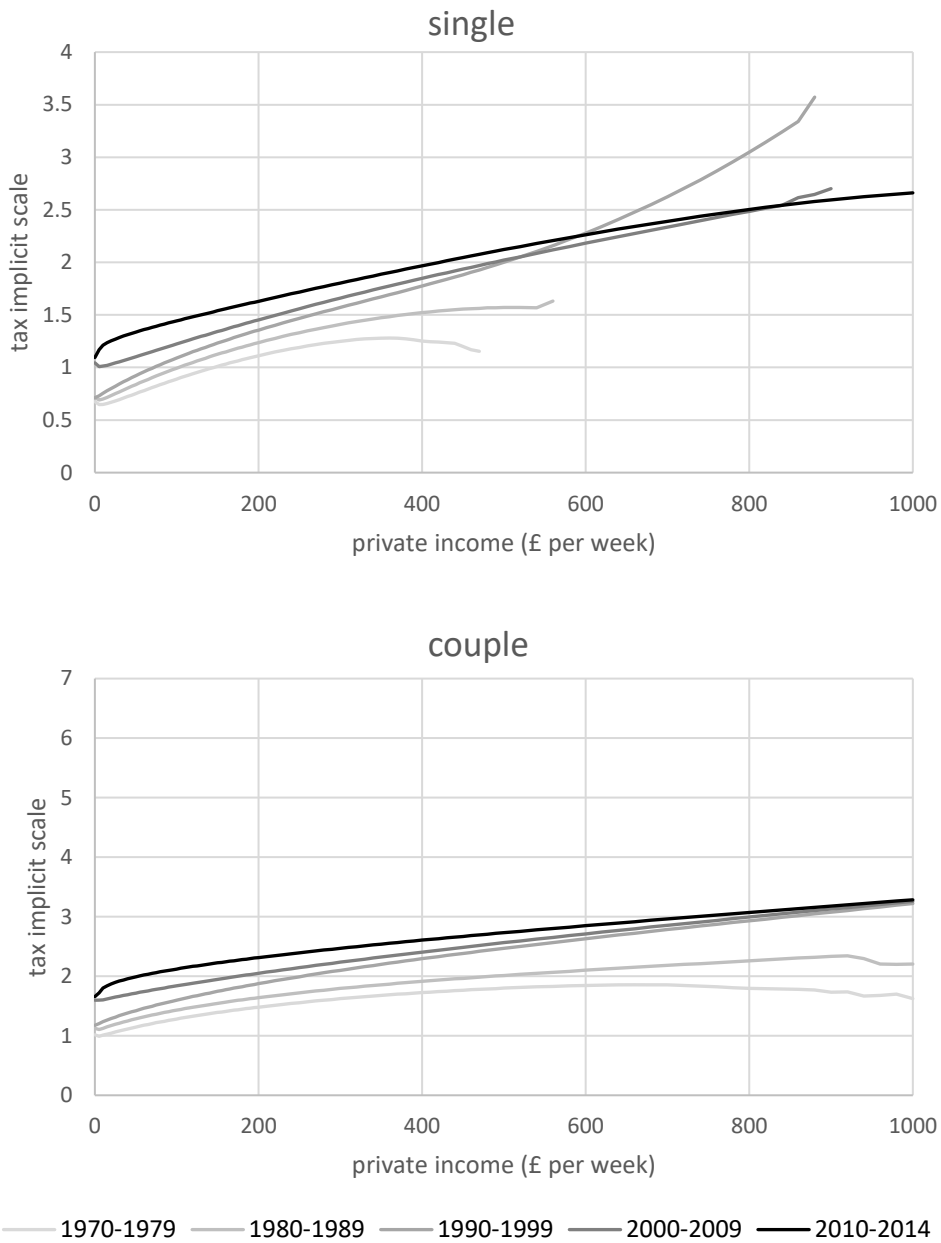 single
4
3.5
3
2.5
2
1.5
1
0.5
0
tax implicit scale
0 200 400 600 800 1000
private income (£ per week)
couple
7
6
5
4
3
2
1
0
tax implicit scale
0 200 400 600 800 1000
private income (£ per week)
1970-1979 1980-1989 1990-1999 2000-2009 2010-2014